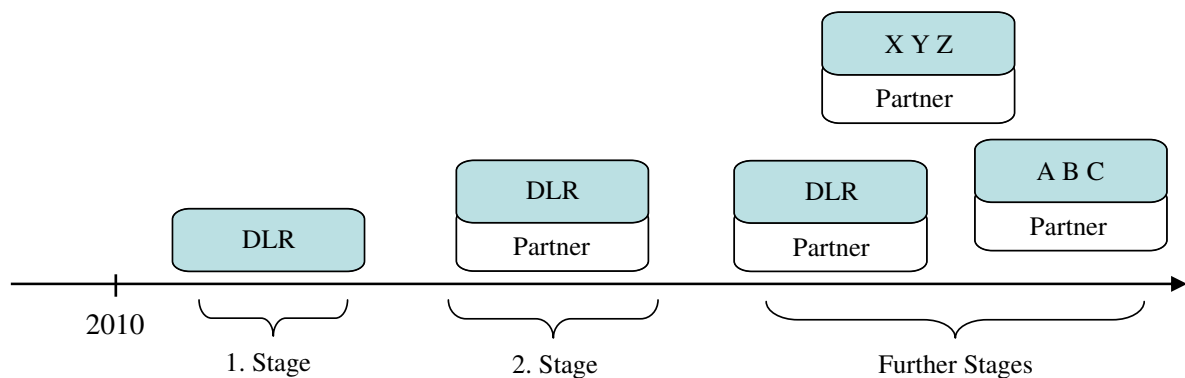 X Y Z
Partner
A B C
Partner
DLR
Partner
DLR
Partner
DLR
2010
1. Stage
2. Stage
Further Stages